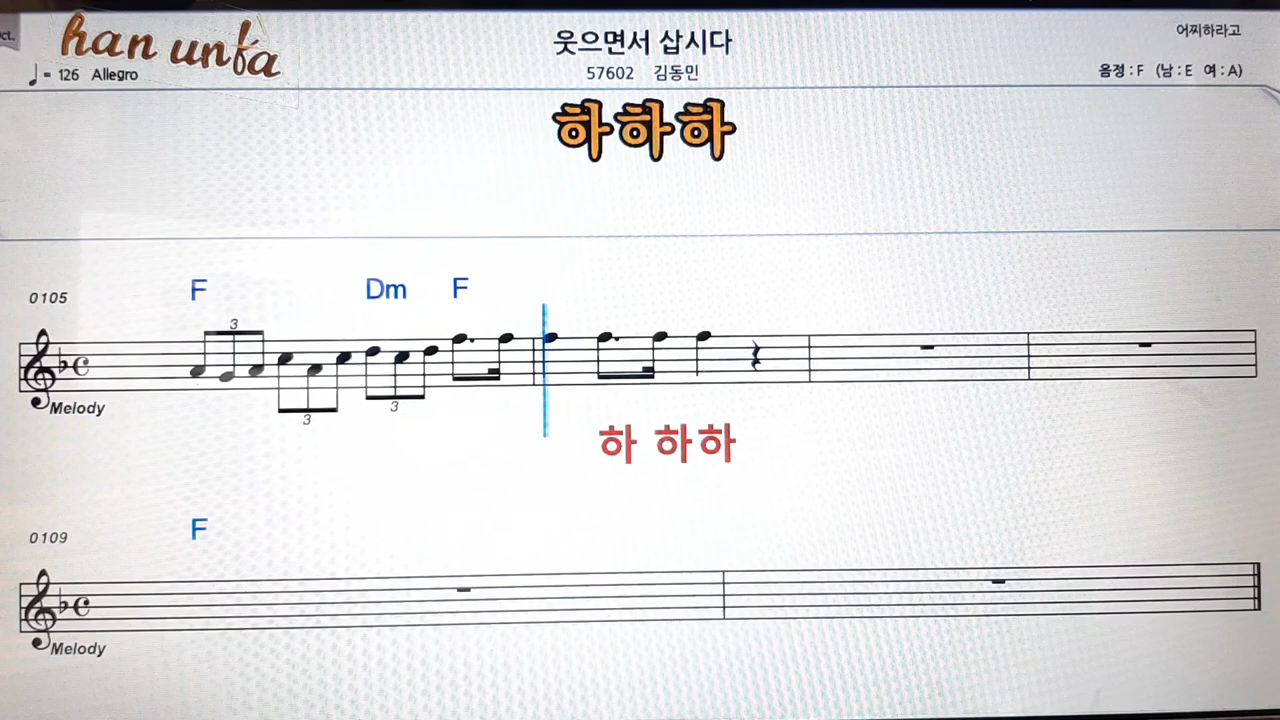 ct.
han unfa
웃으면서 삽시다
어찌하라고
= 126 Allegro
57602 김동민
음정 : F (남 : E 여 : A)
하하하
0105
F Dm F
3
3 3
Melody
하 하하
0109
F
Melody